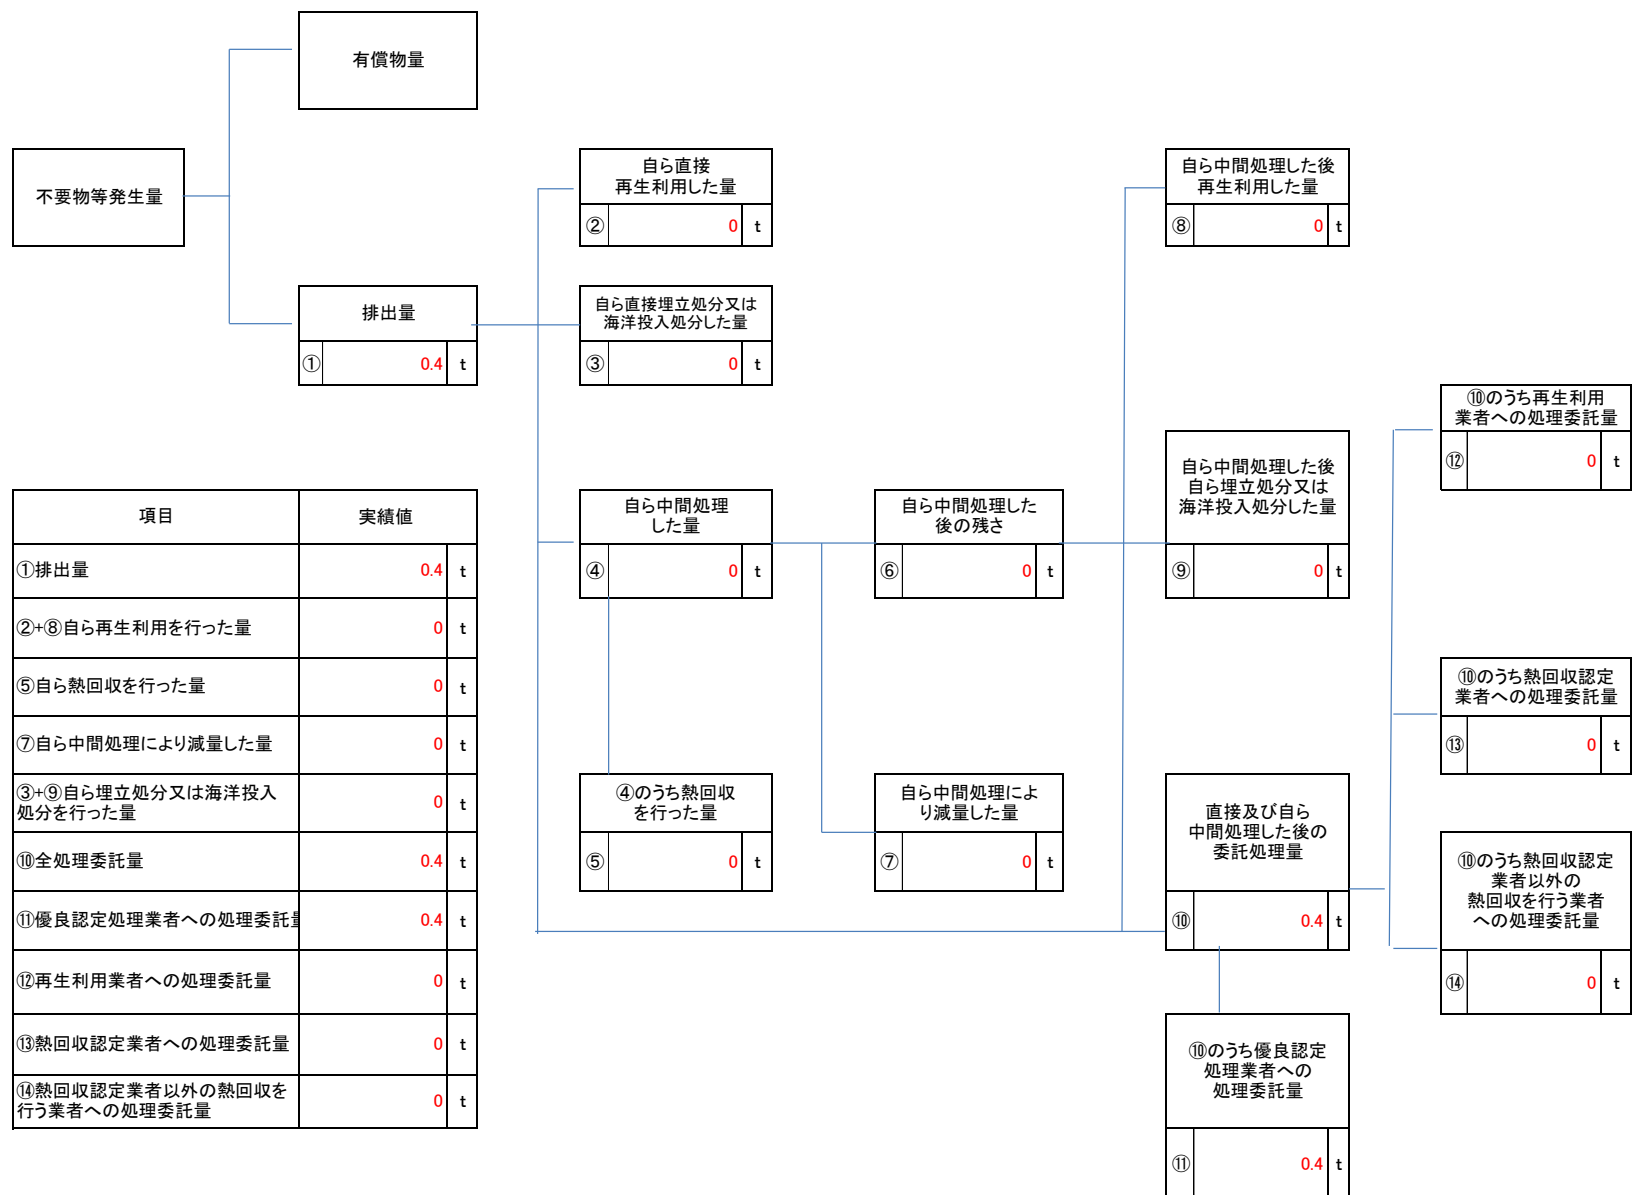 有償物量
不要物等発生量
排出量
① 0.4 t
自ら直接
再生利用した量
② 0 t
自ら直接埋立処分又は
海洋投入処分した量
③ 0 t
自ら中間処理
した量
④ 0 t
④のうち熱回収
を行った量
⑤ 0 t
自ら中間処理した
後の残さ
⑥ 0 t
自ら中間処理によ
り減量した量
⑦ 0 t
自ら中間処理した後
再生利用した量
⑧ 0 t
自ら中間処理した後
自ら埋立処分又は
海洋投入処分した量
⑨ 0 t
直接及び自ら
中間処理した後の
委託処理量
⑩ 0.4 t
⑩のうち優良認定
処理業者への
処理委託量
⑪ 0.4 t
⑩のうち再生利用
業者への処理委託量
⑫ 0 t
⑩のうち熱回収認定
業者への処理委託量
⑬ 0 t
⑩のうち熱回収認定
業者以外の
熱回収を行う業者
への処理委託量
⑭ 0 t
項目 実績値
①排出量 0.4 t
②+⑧自ら再生利用を行った量 0 t
⑤自ら熱回収を行った量 0 t
⑦自ら中間処理により減量した量 0 t
③+⑨自ら埋立処分又は海洋投入
処分を行った量 0 t
⑩全処理委託量 0.4 t
⑪優良認定処理業者への処理委託量 0.4 t
⑫再生利用業者への処理委託量 0 t
⑬熱回収認定業者への処理委託量 0 t
⑭熱回収認定業者以外の熱回収を
行う業者への処理委託量 0 t